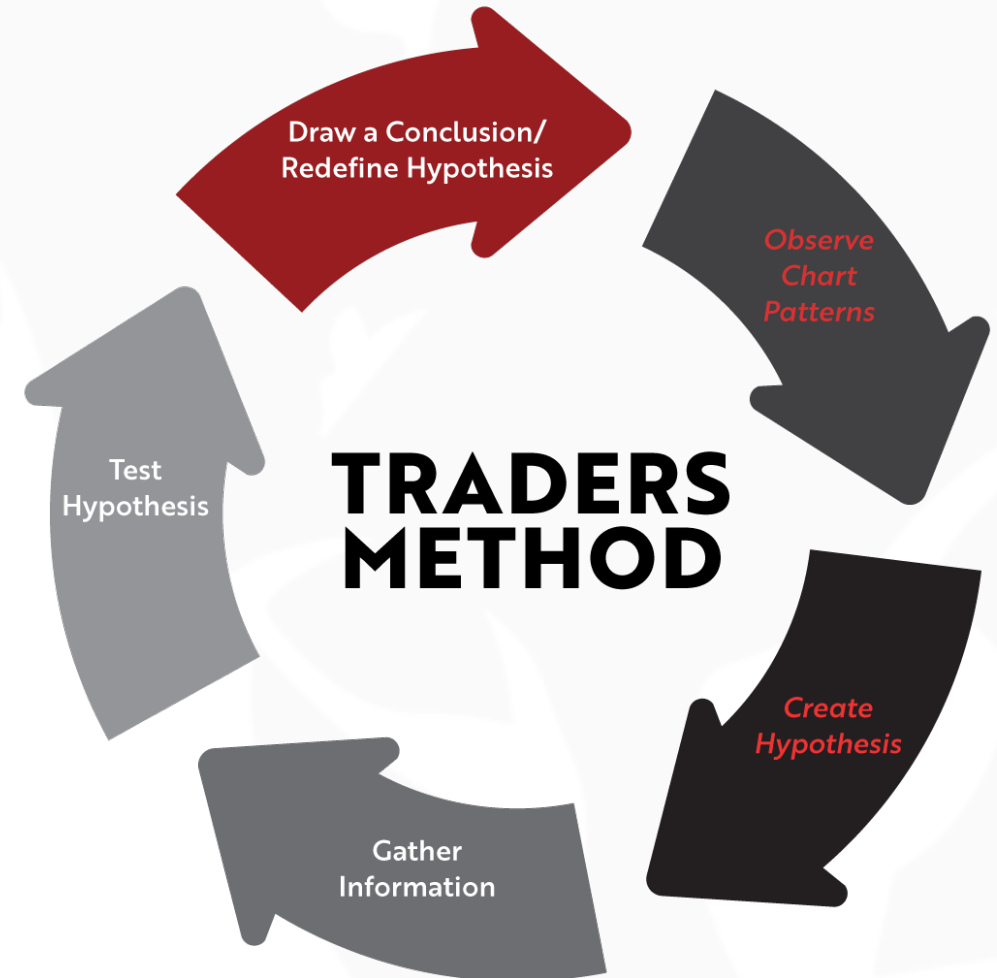 Draw a Conclusion/
Redefine Hypothesis
Observe
Chart
Patterns
TRADERS
METHOD
Test
Hypothesis
Create
Hypothesis
Gather
Information